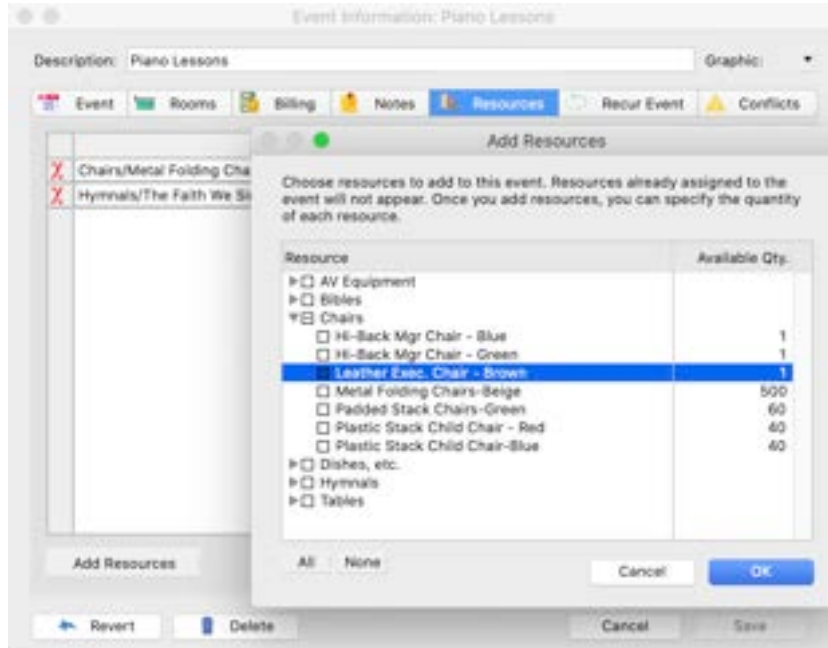 Event Information: Piano Lessons
Description: Piano Lessons Graphic:
Event Rooms Billing Notes Resources Recur Event Conflicts
Add Resources
Chairs/Metal Folding Cha
Hymnals/The Faith We Si
Choose resources to add to this event. Resources already assigned to the
event will not appear. Once you add resources, you can specify the quantity
of each resource.
Resource Available Qty.
AV Equipment
Bibles
Chairs
Hi-Back Mgr Chair - Blue 1
Hi-Back Mgr Chair - Green 1
Leather Exec. Chair - Brown 1
Metal Folding Chairs-Beige 500
Padded Stack Chairs-Green 60
Plastic Stack Child Chair - Red 40
Plastic Stack Child Chair-Blue 40
Dishes, etc.
Hymnals
Tables
All None
Cancel OK
Add Resources
Revert Delete Cancel Save